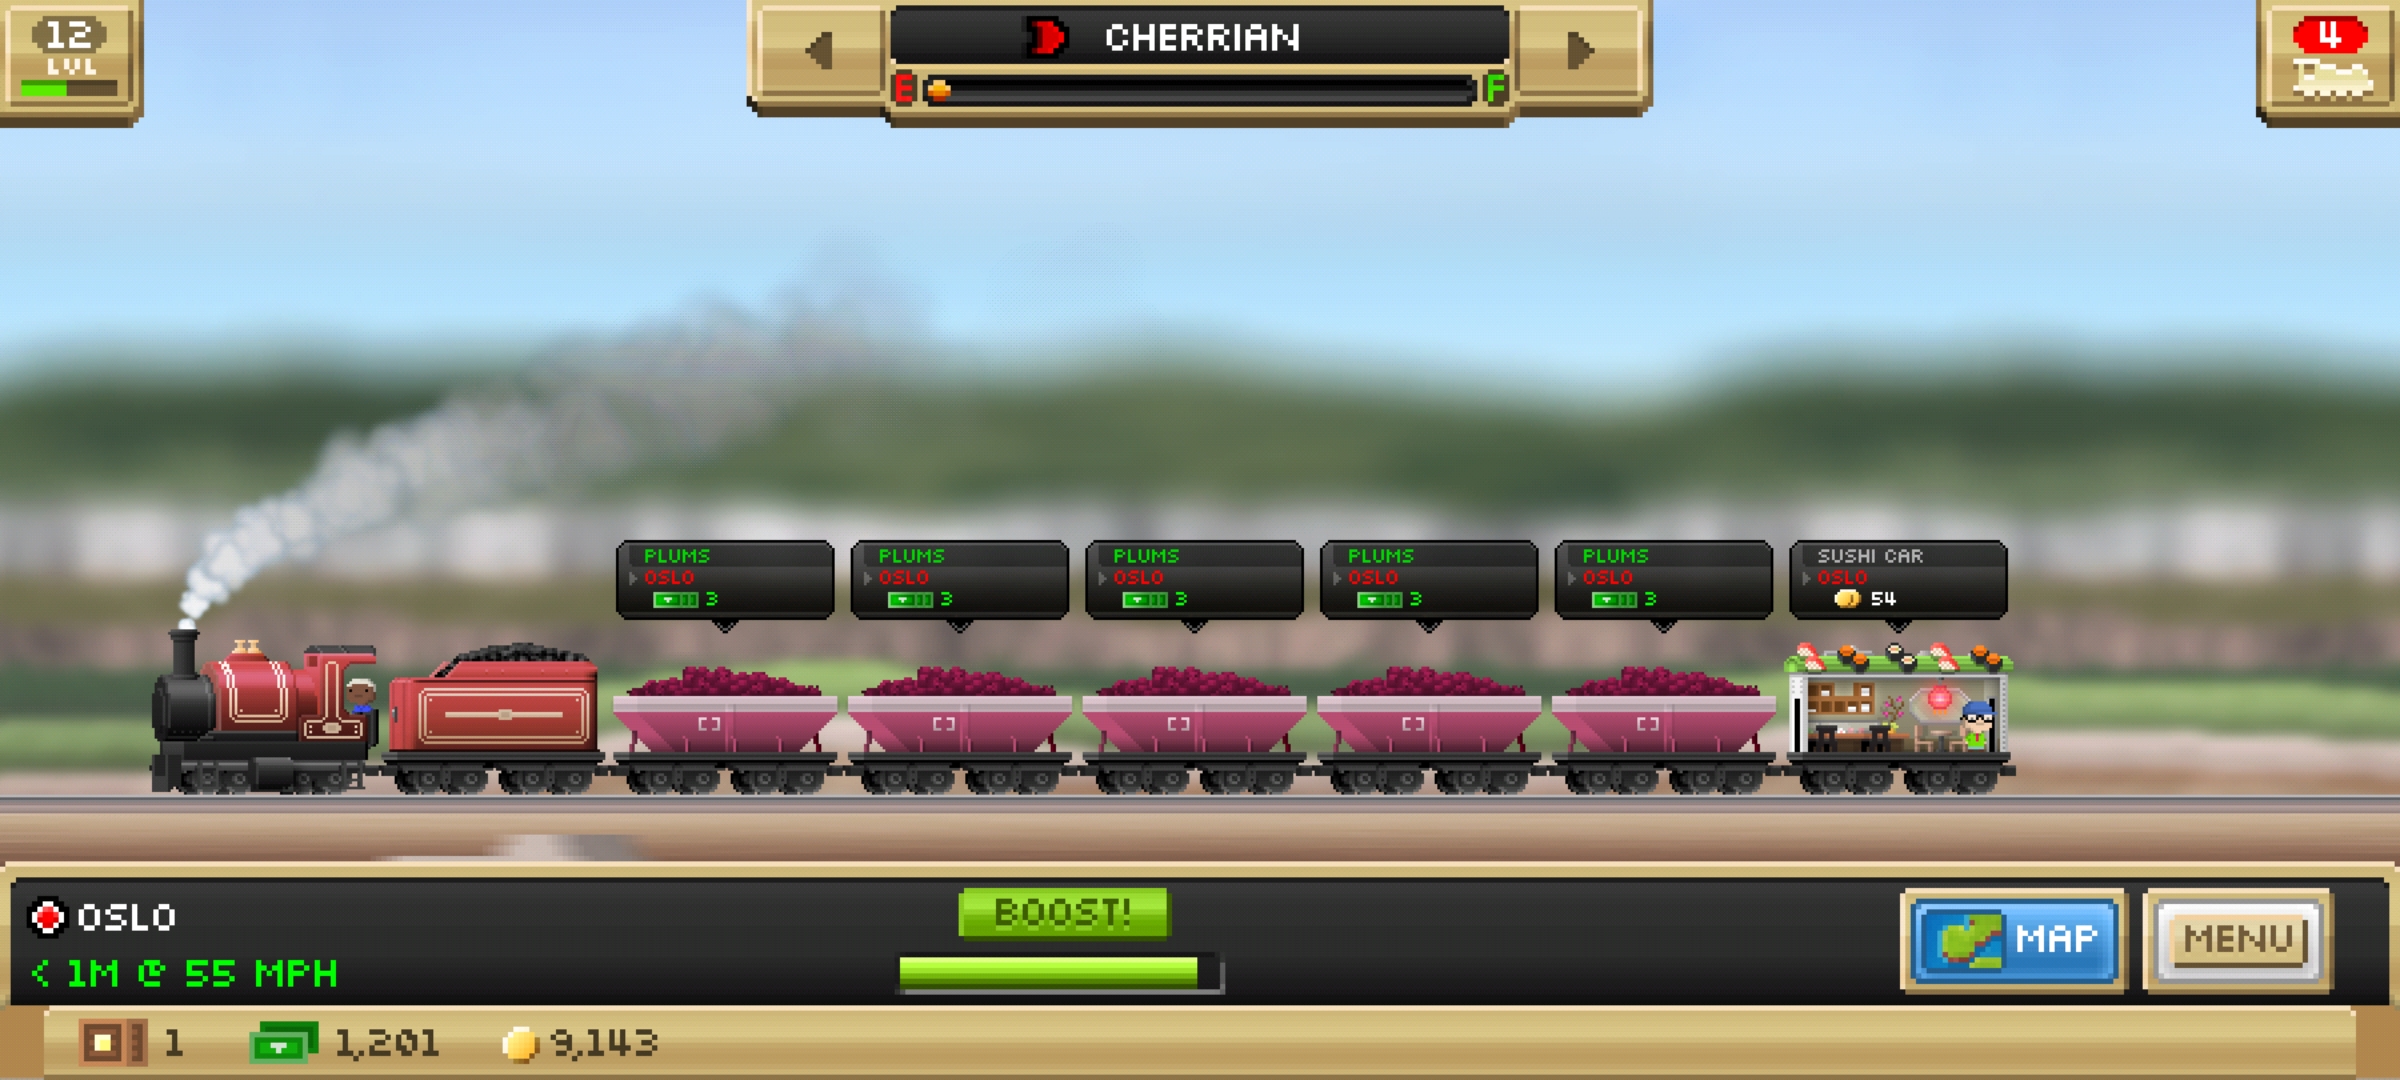 12
LVL
CHERRIAN
E F
4
PLUMS
OSLO
3
PLUMS
OSLO
3
PLUMS
OSLO
3
PLUMS
OSLO
3
PLUMS
OSLO
3
SUSHI CAR
OSLO
54
OSLO
BOOST!
< 1M @ 55 MPH
MAP
MENU
1 1,201 9,143